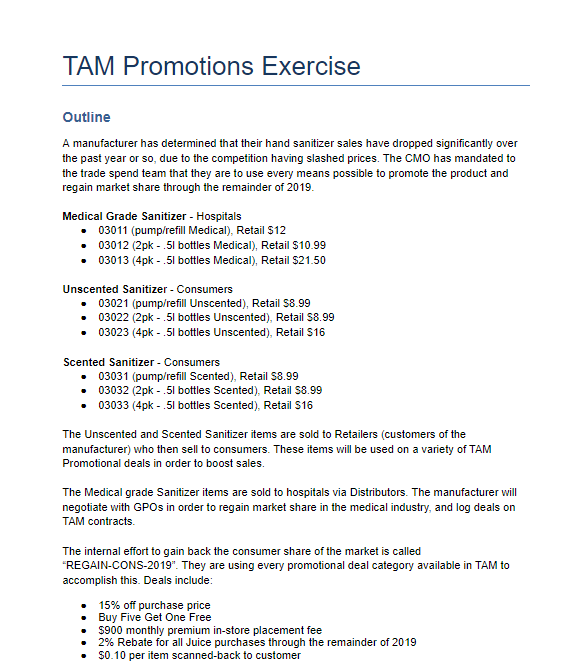 TAM Promotions Exercise
Outline
A manufacturer has determined that their hand sanitizer sales have dropped significantly over
the past year or so, due to the competition having slashed prices. The CMO has mandated to
the trade spend team that they are to use every means possible to promote the product and
regain market share through the remainder of 2019.
Medical Grade Sanitizer - Hospitals
• 03011 (pump/refill Medical), Retail $12
• 03012 (2pk - .5l bottles Medical), Retail $10.99
• 03013 (4pk - .5l bottles Medical), Retail $21.50
Unscented Sanitizer - Consumers
• 03021 (pump/refill Unscented), Retail $8.99
• 03022 (2pk - .5l bottles Unscented), Retail $8.99
• 03023 (4pk - .5l bottles Unscented), Retail $16
Scented Sanitizer - Consumers
• 03031 (pump/refill Scented), Retail $8.99
• 03032 (2pk - .5l bottles Scented), Retail $8.99
• 03033 (4pk - .5l bottles Scented), Retail $16
The Unscented and Scented Sanitizer items are sold to Retailers (customers of the
manufacturer) who then sell to consumers. These items will be used on a variety of TAM
Promotional deals in order to boost sales.
The Medical grade Sanitizer items are sold to hospitals via Distributors. The manufacturer will
negotiate with GPOs in order to regain market share in the medical industry, and log deals on
TAM contracts.
The internal effort to gain back the consumer share of the market is called
“REGAIN-CONS-2019”. They are using every promotional deal category available in TAM to
accomplish this. Deals include:
• 15% off purchase price
• Buy Five Get One Free
• $900 monthly premium in-store placement fee
• 2% Rebate for all Juice purchases through the remainder of 2019
• $0.10 per item scanned-back to customer